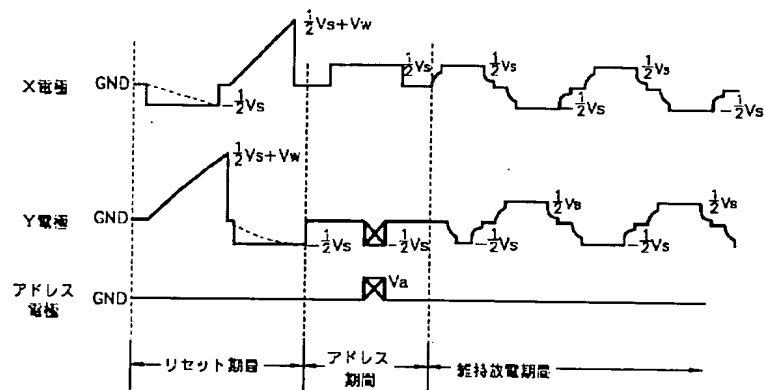 ½Vs+Vw
X電極
GND
-½Vs
½Vs
½Vs
½Vs
-½Vs
-½Vs
½Vs+Vw
Y電極
GND
-½Vs
-½Vs
½Vs
½Vs
-½Vs
-½Vs
アドレス
電極
GND
Va
リセット期間
アドレス
期間
維持放電期間